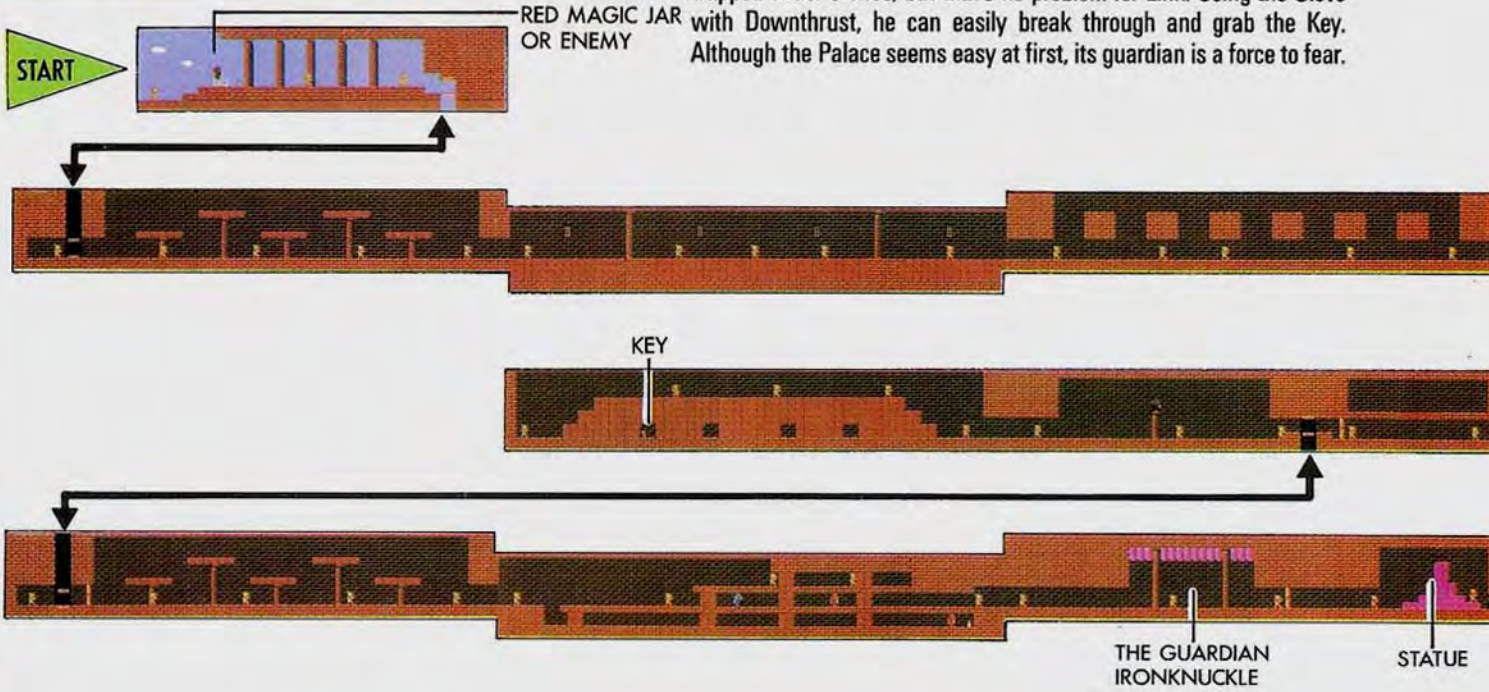 START
RED MAGIC JAR
OR ENEMY
with Downthrust, he can easily break through and grab the Key.
Although the Palace seems easy at first, its guardian is a force to fear.
KEY
THE GUARDIAN
IRONKNUCKLE
STATUE